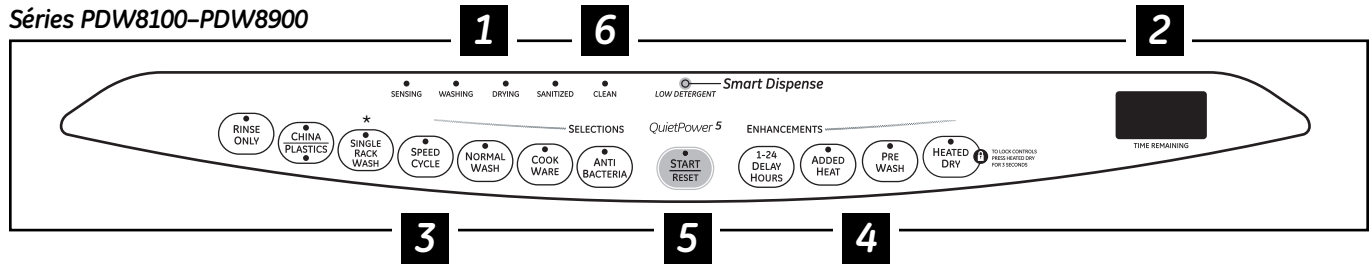 Séries PDW8100–PDW8900
1
6
2
SENSING
WASHING
DRYING
SANITIZED
CLEAN
LOW DETERGENT
Smart Dispense
RINSE
ONLY
CHINA
PLASTICS
*
SINGLE
RACK
WASH
SPEED
CYCLE
SELECTIONS
NORMAL
WASH
COOK
WARE
ANTI
BACTERIA
QuietPower 5
START
RESET
ENHANCEMENTS
1-24
DELAY
HOURS
ADDED
HEAT
PRE
WASH
HEATED
DRY
TO LOCK CONTROLS
PRESS HEATED DRY
FOR 3 SECONDS
TIME REMAINING
3
5
4